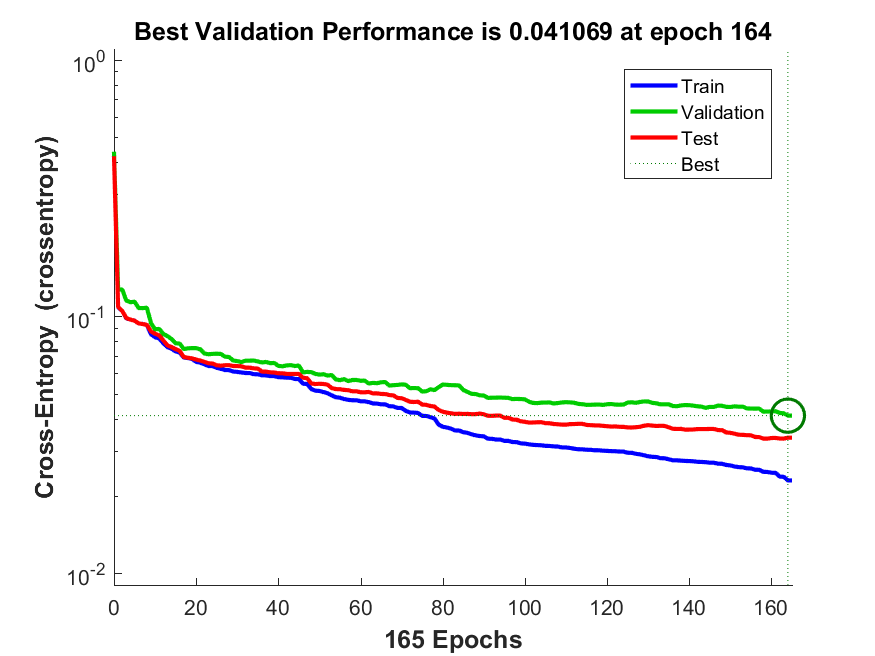 Best Validation Performance is 0.041069 at epoch 164
Cross-Entropy (crossentropy)
10^0
10^-1
10^-2
Train
Validation
Test
Best
0 20 40 60 80 100 120 140 160
165 Epochs